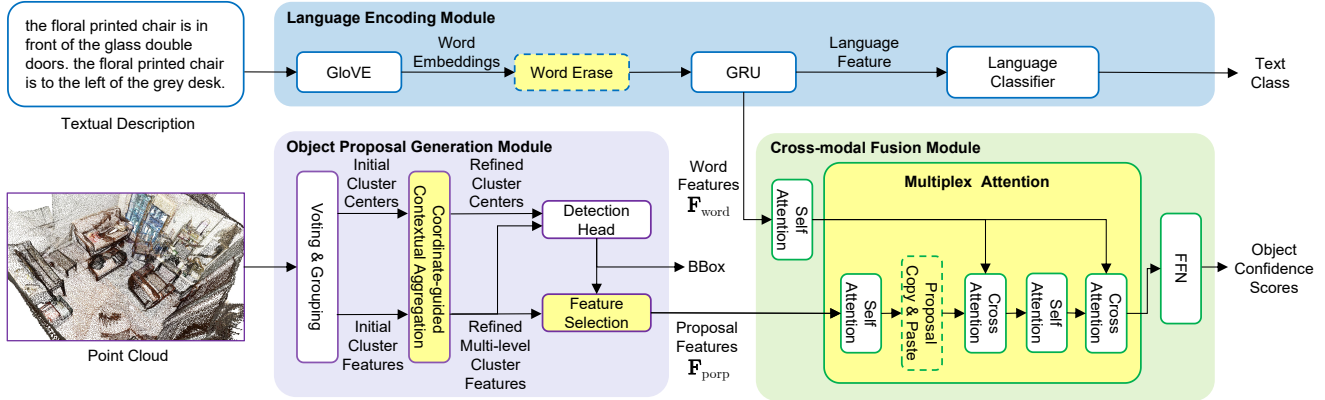 the floral printed chair is in
front of the glass double
doors. the floral printed chair
is to the left of the grey desk.
Textual Description
Language Encoding Module
GloVE
Word
Embeddings
Word Erase
GRU
Language
Feature
Language
Classifier
Text
Class
Point Cloud
Object Proposal Generation Module
Voting & Grouping
Initial
Cluster
Centers
Initial
Cluster
Features
Coordinate-guided
Contextual Aggregation
Refined
Cluster
Centers
Refined
Multi-level
Cluster
Features
Detection
Head
BBox
Feature
Selection
Word
Features
F_word
Proposal
Features
F_porp
Cross-modal Fusion Module
Self
Attention
Multiplex Attention
Self
Attention
Proposal
Copy & Paste
Cross
Attention
Self
Attention
Cross
Attention
FFN
Object
Confidence
Scores